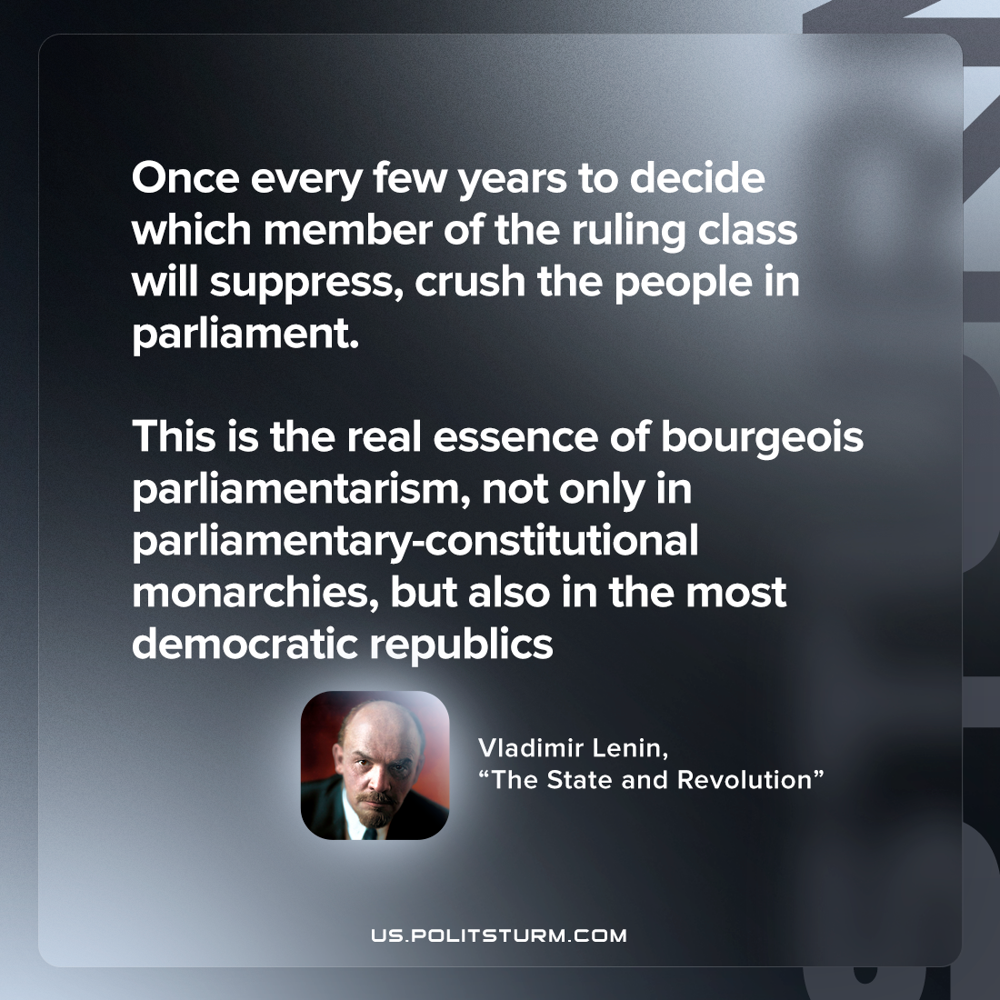 Once every few years to decide
which member of the ruling class
will suppress, crush the people in
parliament.
This is the real essence of bourgeois
parliamentarism, not only in
parliamentary-constitutional
monarchies, but also in the most
democratic republics
Vladimir Lenin,
“The State and Revolution”
US.POLITSTURM.COM